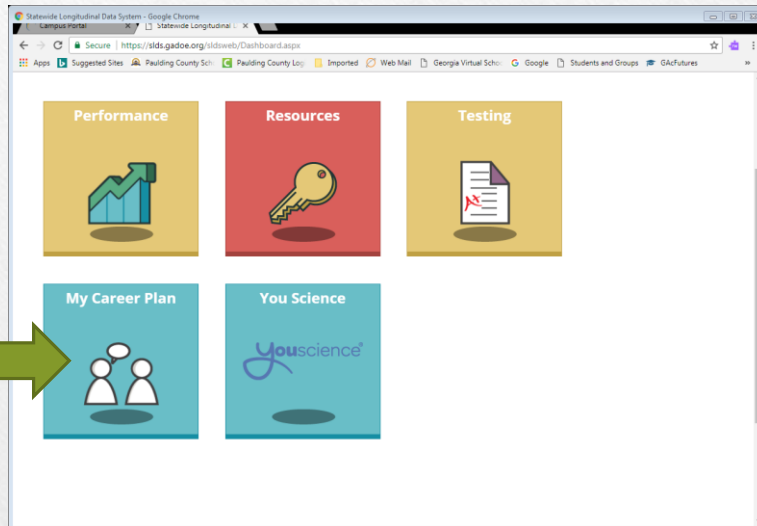 Statewide Longitudinal Data System - Google Chrome
Campus Portal
Statewide Longitudinal
Secure | https://slds.gadoe.org/sldsweb/Dashboard.aspx
Apps Suggested Sites Paulding County Sch Paulding County Log Imported Web Mail Georgia Virtual Schoo Google Students and Groups GAcFutures »
Performance Resources Testing
A+
My Career Plan You Science
Youscience®